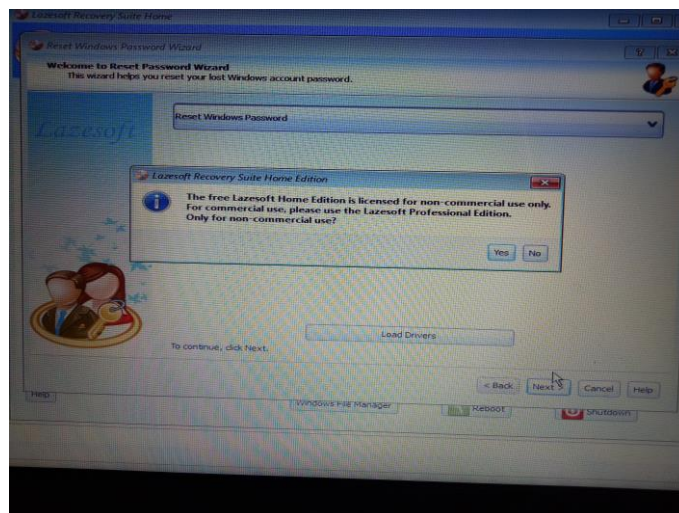 Lazesoft Recovery Suite Home
Reset Windows Password Wizard
Welcome to Reset Password Wizard
This wizard helps you reset your lost Windows account password.
Lazesoft
Reset Windows Password
Lazesoft Recovery Suite Home Edition
The free Lazesoft Home Edition is licensed for non-commercial use only.
For commercial use, please use the Lazesoft Professional Edition.
Only for non-commercial use?
Yes No
Load Drivers
To continue, click Next.
< Back Next > Cancel Help
Help Windows File Manager Reboot Shutdown